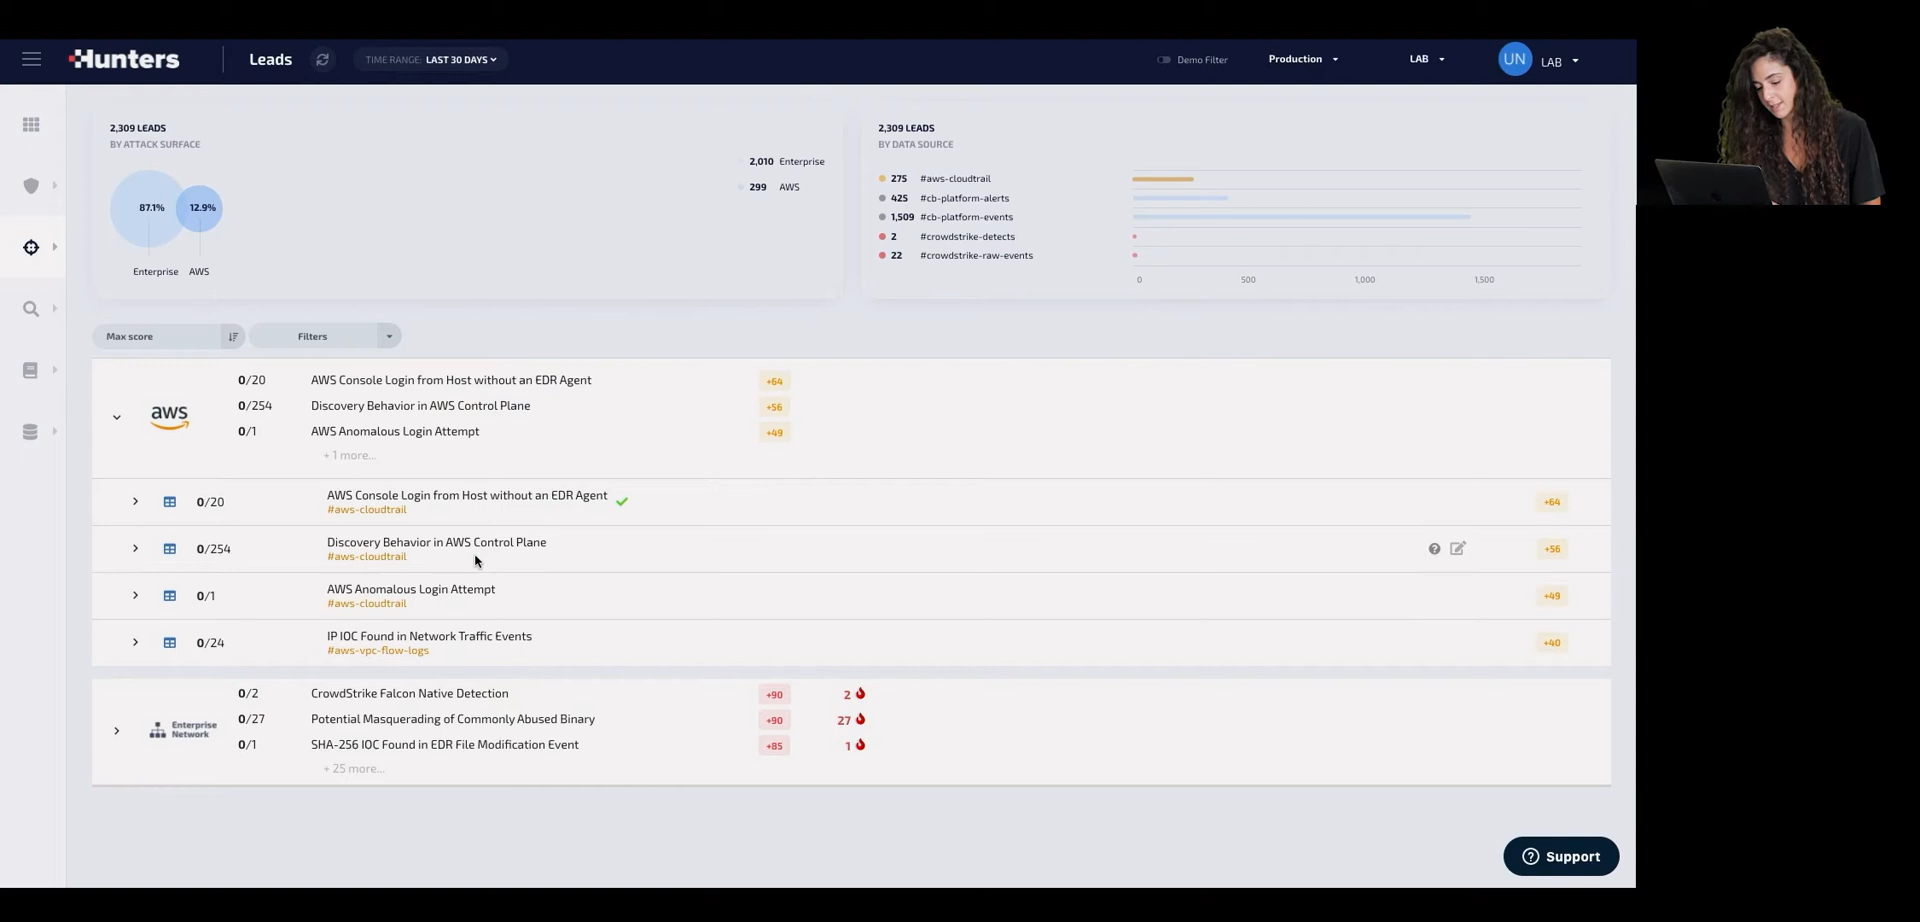 Hunters
Leads
TIME RANGE: LAST 30 DAYS
Demo Filter
Production
LAB
UN
LAB
2,309 LEADS
BY ATTACK SURFACE
2,010 Enterprise
299 AWS
87.1%
12.9%
Enterprise
AWS
2,309 LEADS
BY DATA SOURCE
275 #aws-cloudtrail
425 #cb-platform-alerts
1,509 #cb-platform-events
2 #crowdstrike-detects
22 #crowdstrike-raw-events
0 500 1,000 1,500
Max score
Filters
aws
0/20 AWS Console Login from Host without an EDR Agent +64
0/254 Discovery Behavior in AWS Control Plane +56
0/1 AWS Anomalous Login Attempt +49
+ 1 more...
0/20 AWS Console Login from Host without an EDR Agent +64
#aws-cloudtrail
0/254 Discovery Behavior in AWS Control Plane +56
#aws-cloudtrail
0/1 AWS Anomalous Login Attempt +49
#aws-cloudtrail
0/24 IP IOC Found in Network Traffic Events +40
#aws-vpc-flow-logs
Enterprise
Network
0/2 CrowdStrike Falcon Native Detection +90 2
0/27 Potential Masquerading of Commonly Abused Binary +90 27
0/1 SHA-256 IOC Found in EDR File Modification Event +85 1
+ 25 more...
? Support